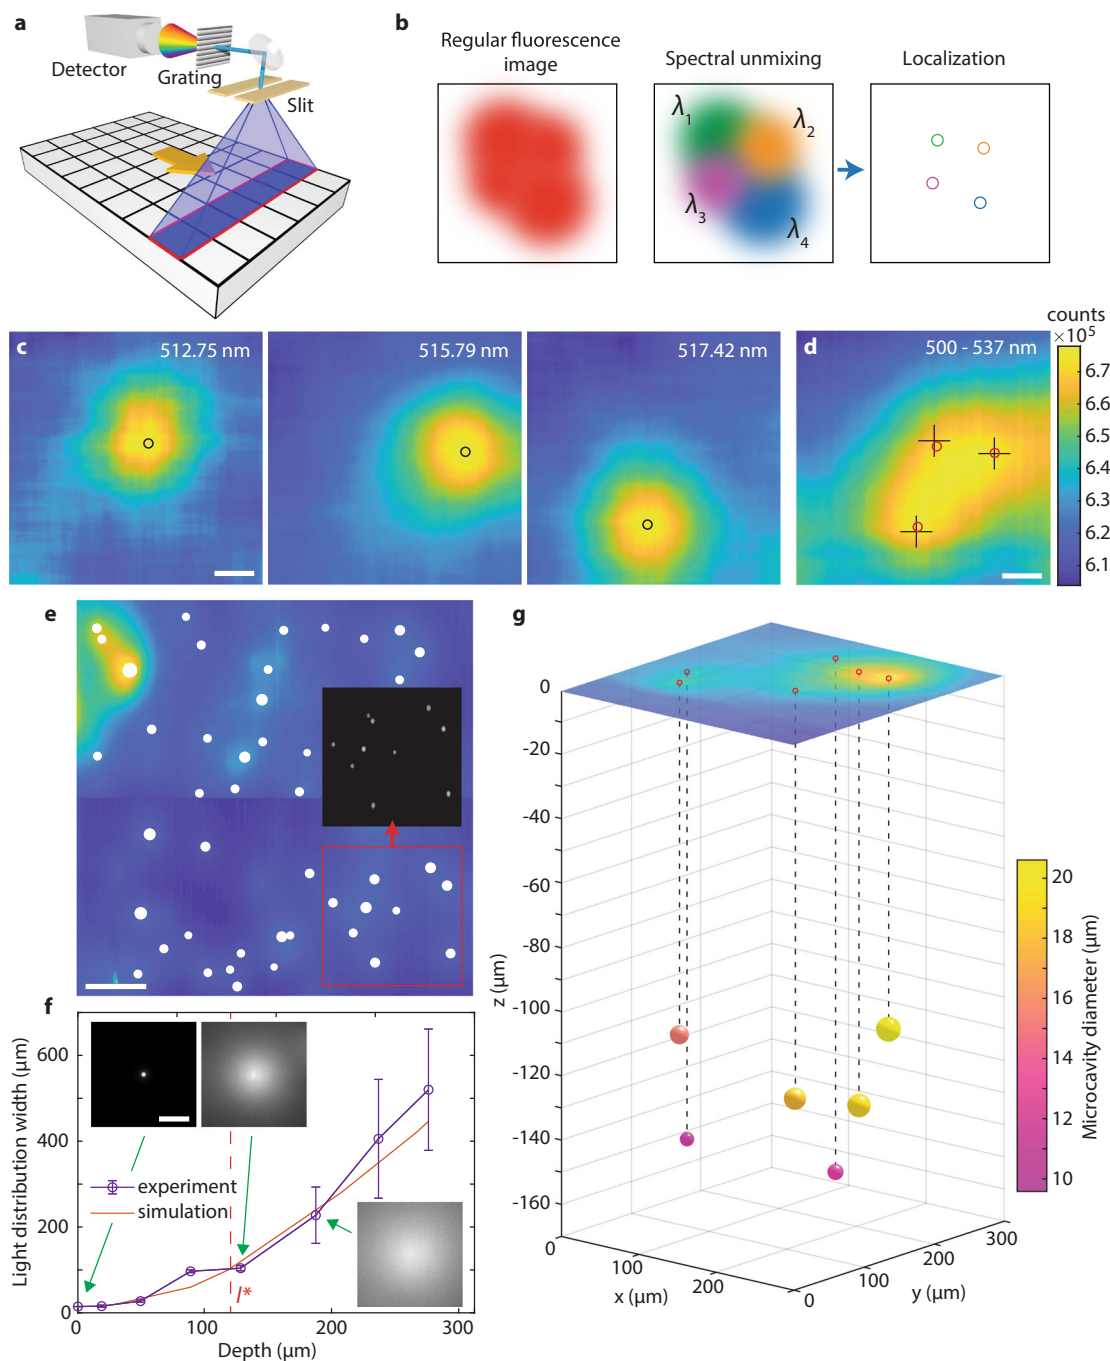 a
Detector
Grating
Slit
b
Regular fluorescence
image
Spectral unmixing
Localization
λ1
λ2
λ3
λ4
c
512.75 nm
515.79 nm
517.42 nm
d
500 - 537 nm
counts
×10⁵
6.7
6.6
6.5
6.4
6.3
6.2
6.1
e
f
Light distribution width (μm)
600
400
200
0
experiment
simulation
l*
0
100
200
300
Depth (μm)
g
0
-20
-40
-60
-80
-100
-120
-140
-160
z (μm)
0
100
200
x (μm)
0
100
200
300
y (μm)
20
18
16
14
12
10
Microcavity diameter (μm)